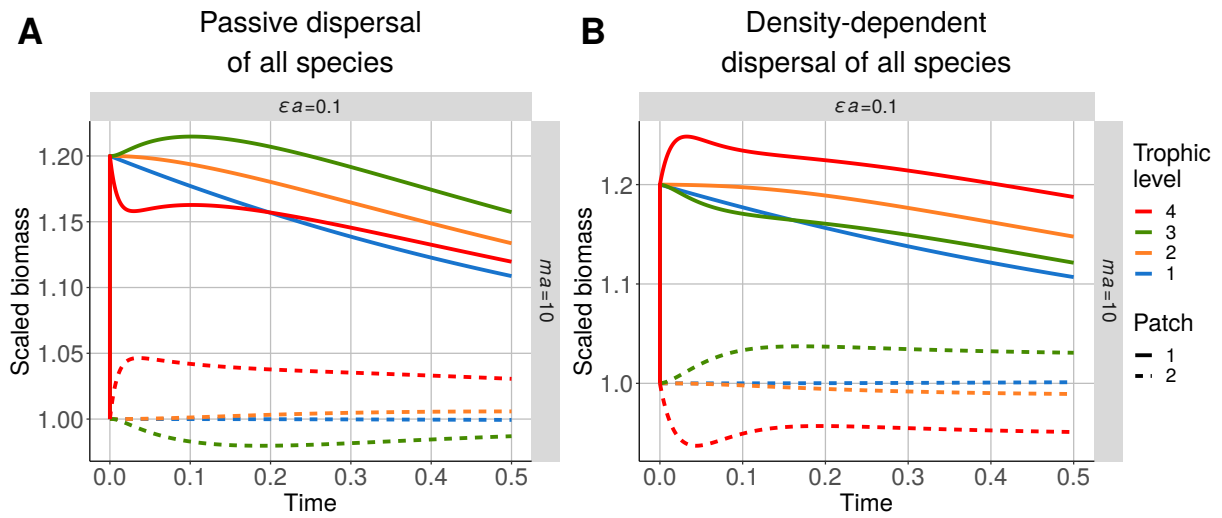 A
Passive dispersal
of all species
εa=0.1
Scaled biomass
1.20
1.15
1.10
1.05
1.00
0.0 0.1 0.2 0.3 0.4 0.5
Time
ma=10
B
Density-dependent
dispersal of all species
εa=0.1
Scaled biomass
1.2
1.1
1.0
0.0 0.1 0.2 0.3 0.4 0.5
Time
ma=10
Trophic
level
4
3
2
1
Patch
1
2